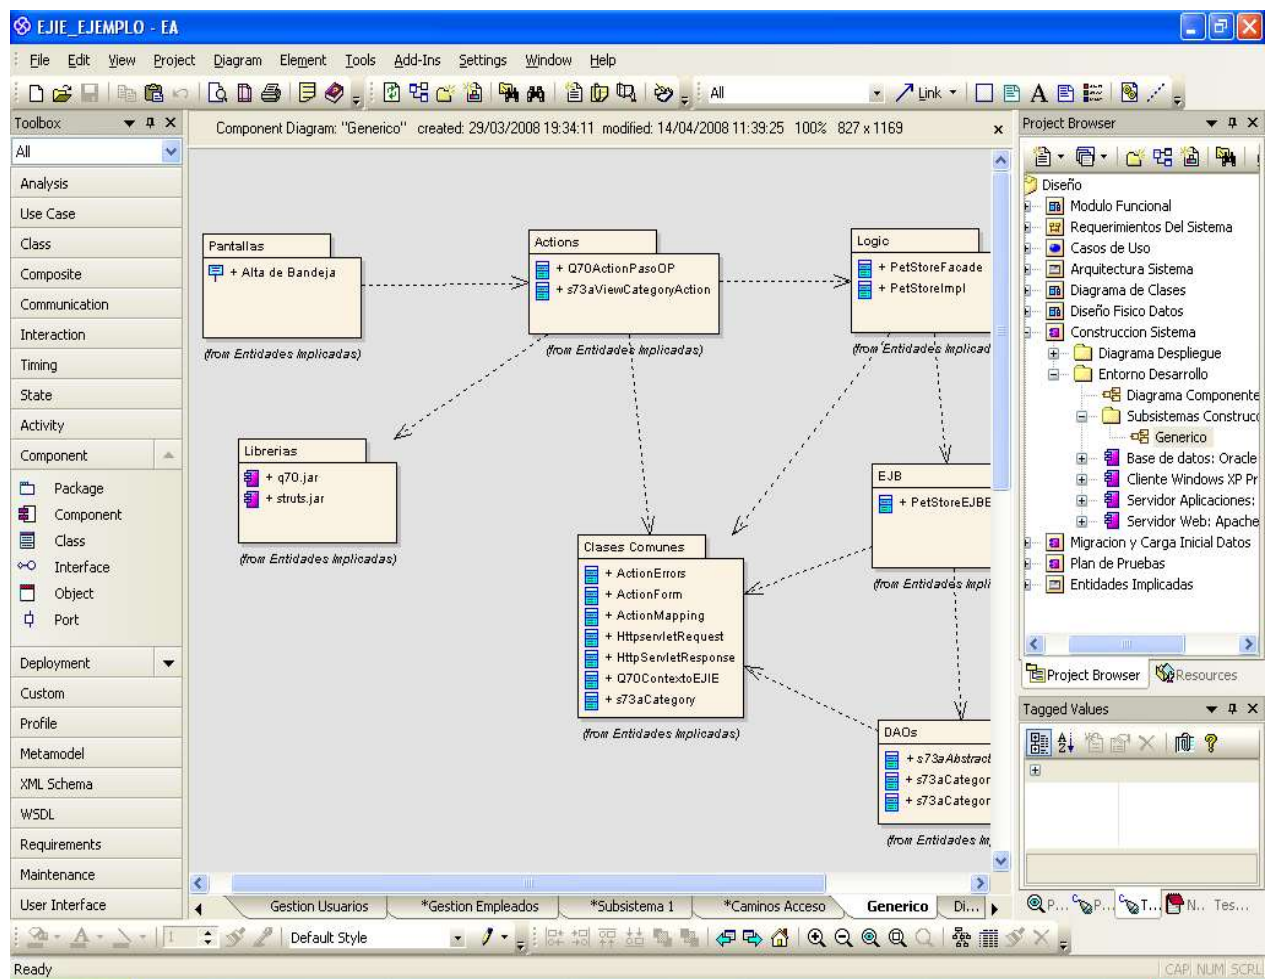 EJIE_EJEMPLO - EA
File Edit View Project Diagram Element Tools Add-Ins Settings Window Help
All
Link
A
Toolbox
All
Analysis
Use Case
Class
Composite
Communication
Interaction
Timing
State
Activity
Component
Package
Component
Class
Interface
Object
Port
Deployment
Custom
Profile
Metamodel
XML Schema
WSDL
Requirements
Maintenance
User Interface
Component Diagram: "Generico" created: 29/03/2008 19:34:11 modified: 14/04/2008 11:39:25 100% 827 x 1169
Pantallas
+ Alta de Bandeja
(from Entidades Implicadas)
Actions
+ Q70ActionPasoOP
+ s73aViewCategoryAction
(from Entidades Implicadas)
Logic
+ PetStoreFacade
+ PetStoreImpl
(from Entidades Implicad
Librerias
+ q70.jar
+ struts.jar
(from Entidades Implicadas)
Clases Comunes
+ ActionErrors
+ ActionForm
+ ActionMapping
+ HttpservletRequest
+ HttpServletResponse
+ Q70ContextoEJIE
+ s73aCategory
(from Entidades Implicadas)
EJB
+ PetStoreEJBE
(from Entidades Impli
DAOs
+ s73aAbstract
+ s73aCategor
+ s73aCategor
(from Entidades Im
Gestion Usuarios *Gestion Empleados *Subsistema 1 *Caminos Acceso Generico Di...
Project Browser
Diseño
Modulo Funcional
Requerimientos Del Sistema
Casos de Uso
Arquitectura Sistema
Diagrama de Clases
Diseño Fisico Datos
Construccion Sistema
Diagrama Despliegue
Entorno Desarrollo
Diagrama Componente
Subsistemas Construcc
Generico
Base de datos: Oracle
Cliente Windows XP Pr
Servidor Aplicaciones:
Servidor Web: Apache
Migracion y Carga Inicial Datos
Plan de Pruebas
Entidades Implicadas
Project Browser Resources
Tagged Values
P... P... T... N.. Tes...
1 Default Style
Ready
CAP NUM SCRL